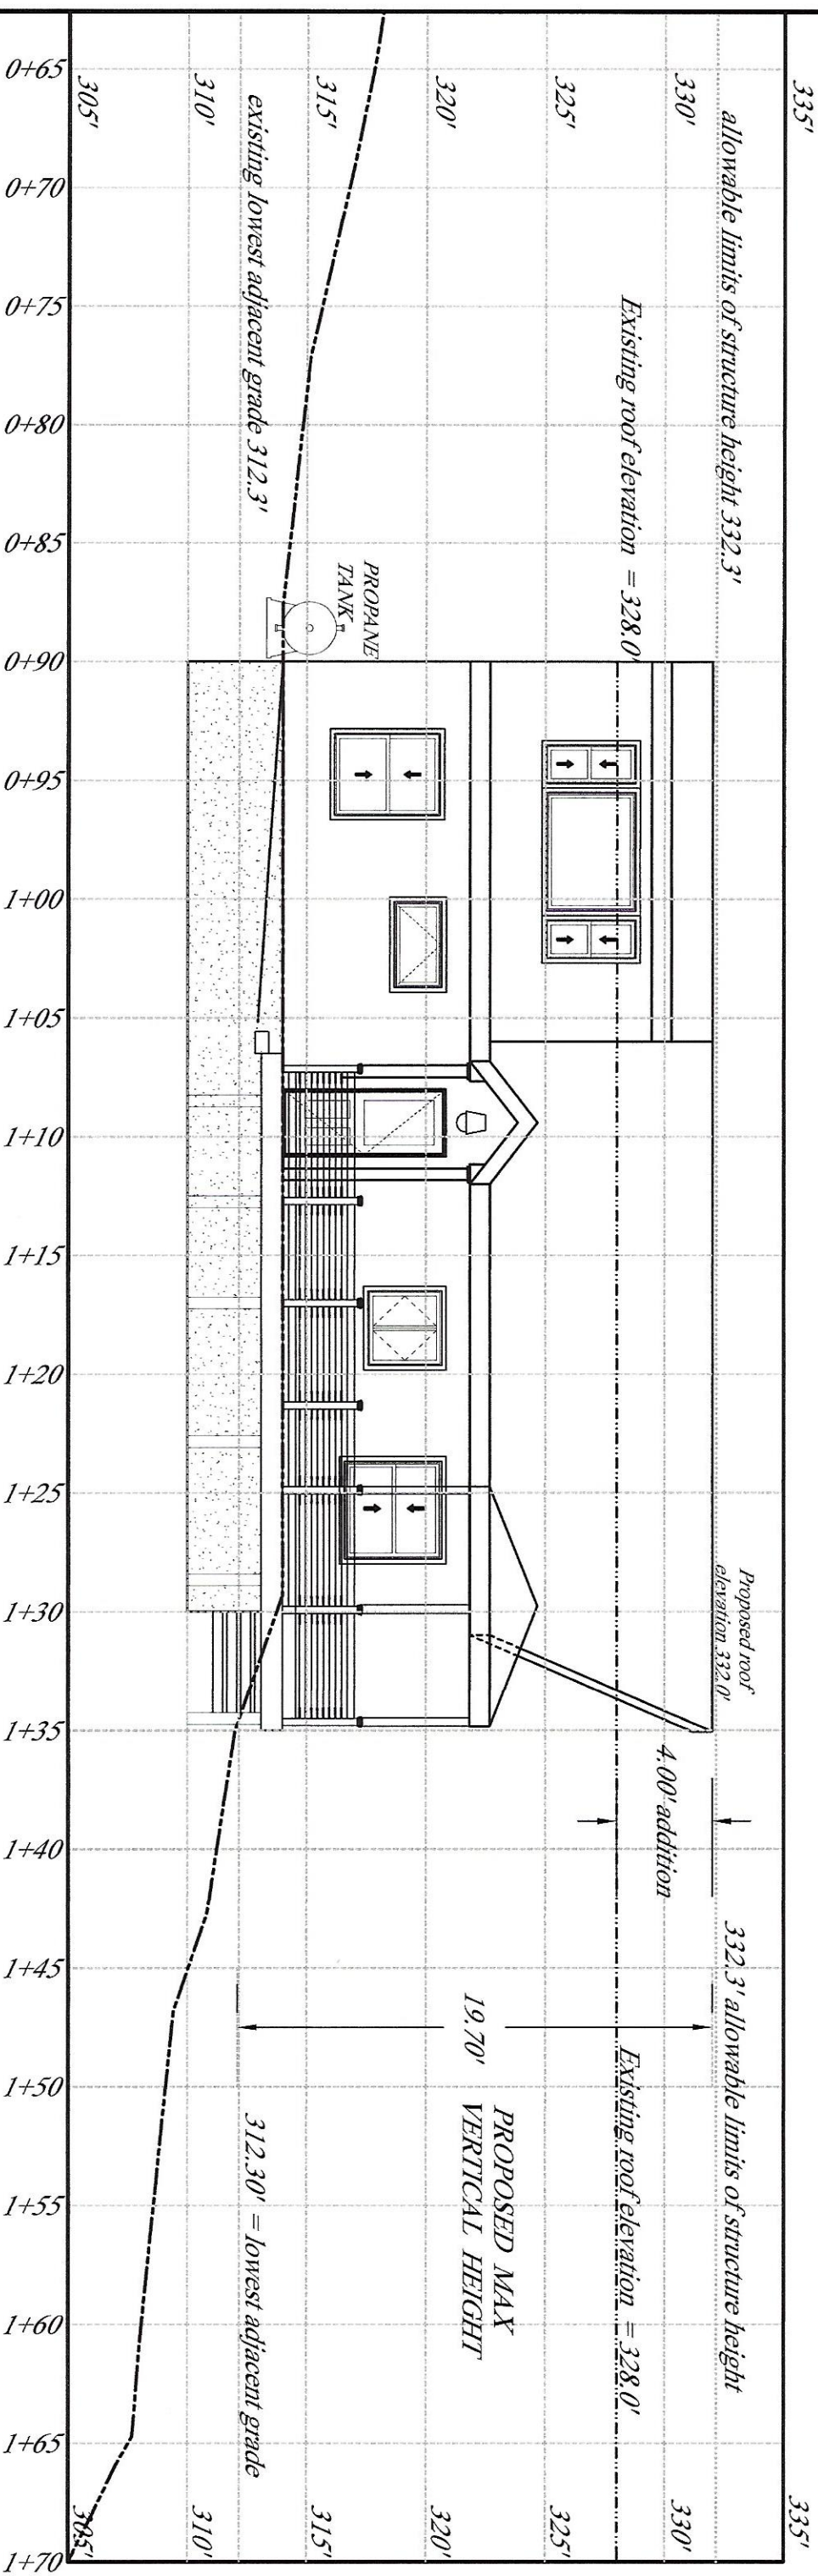 335'
allowable limits of structure height 332.3'
330'
Existing roof elevation = 328.0'
325'
320'
315'
existing lowest adjacent grade 312.3'
310'
305'
PROPANE
TANK
Proposed roof
elevation 332.0'
4.00' addition
332.3' allowable limits of structure height
Existing roof elevation = 328.0'
19.70'
PROPOSED MAX
VERTICAL HEIGHT
312.30' = lowest adjacent grade
335'
330'
325'
320'
315'
310'
305'
0+65
0+70
0+75
0+80
0+85
0+90
0+95
1+00
1+05
1+10
1+15
1+20
1+25
1+30
1+35
1+40
1+45
1+50
1+55
1+60
1+65
1+70